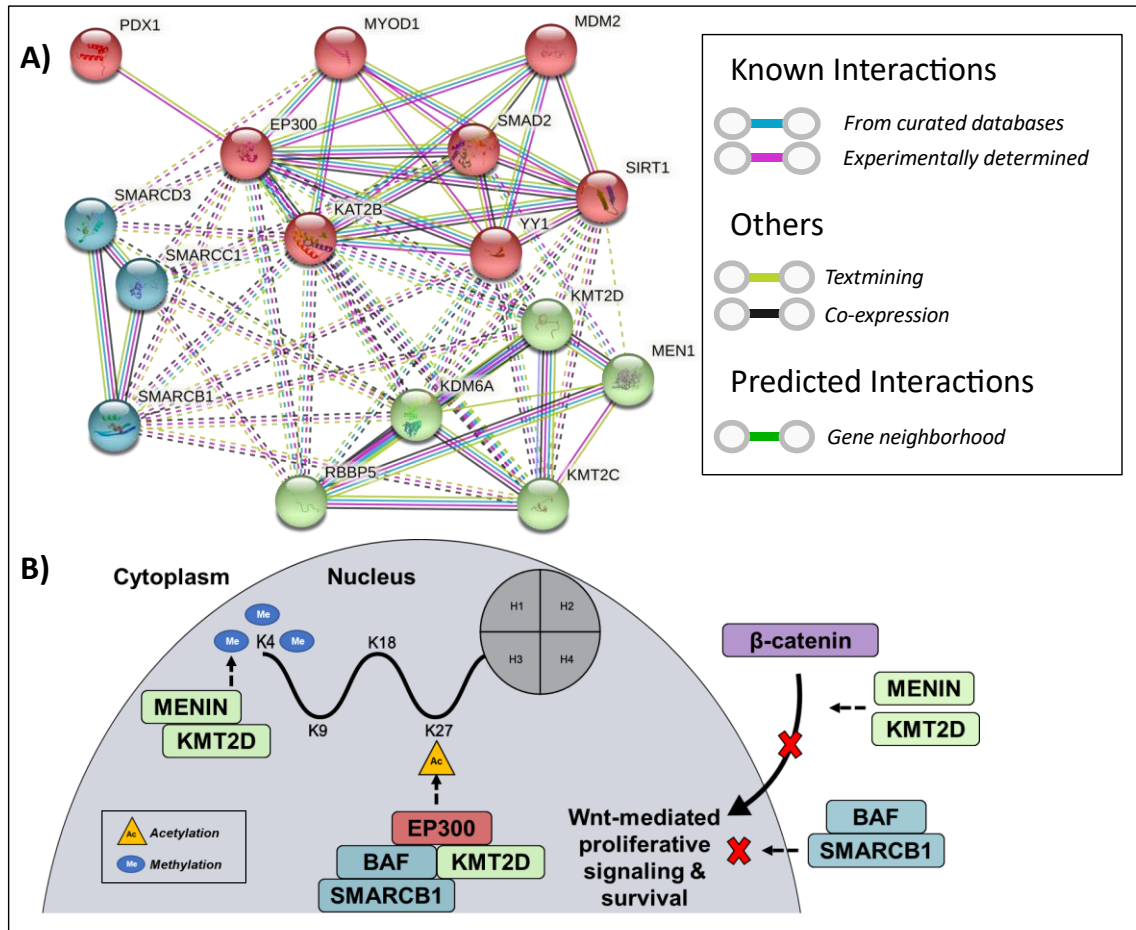 A)
PDX1
MYOD1
MDM2
EP300
SMAD2
SIRT1
SMARCD3
KAT2B
YY1
SMARCC1
KMT2D
MEN1
KDM6A
SMARCB1
RBBP5
KMT2C
Known Interactions
From curated databases
Experimentally determined
Others
Textmining
Co-expression
Predicted Interactions
Gene neighborhood
B)
Cytoplasm
Nucleus
Me
Me
K4
Me
K18
H1
H2
H3
H4
MENIN
KMT2D
K9
K27
Ac
EP300
BAF
KMT2D
SMARCB1
Ac
Acetylation
Me
Methylation
β-catenin
MENIN
KMT2D
Wnt-mediated
proliferative
signaling &
survival
BAF
SMARCB1